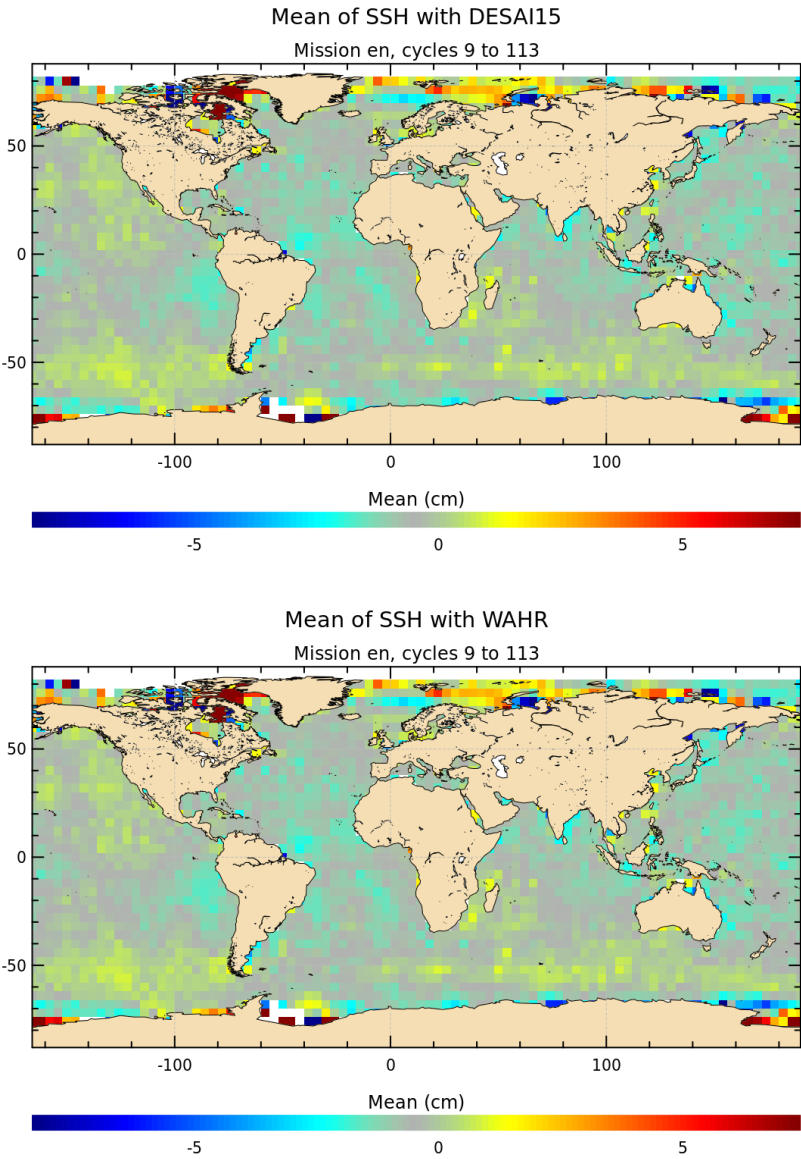 Mean of SSH with DESAI15
Mission en, cycles 9 to 113
50
0
-50
-100 0 100
Mean (cm)
-5 0 5
Mean of SSH with WAHR
Mission en, cycles 9 to 113
50
0
-50
-100 0 100
Mean (cm)
-5 0 5